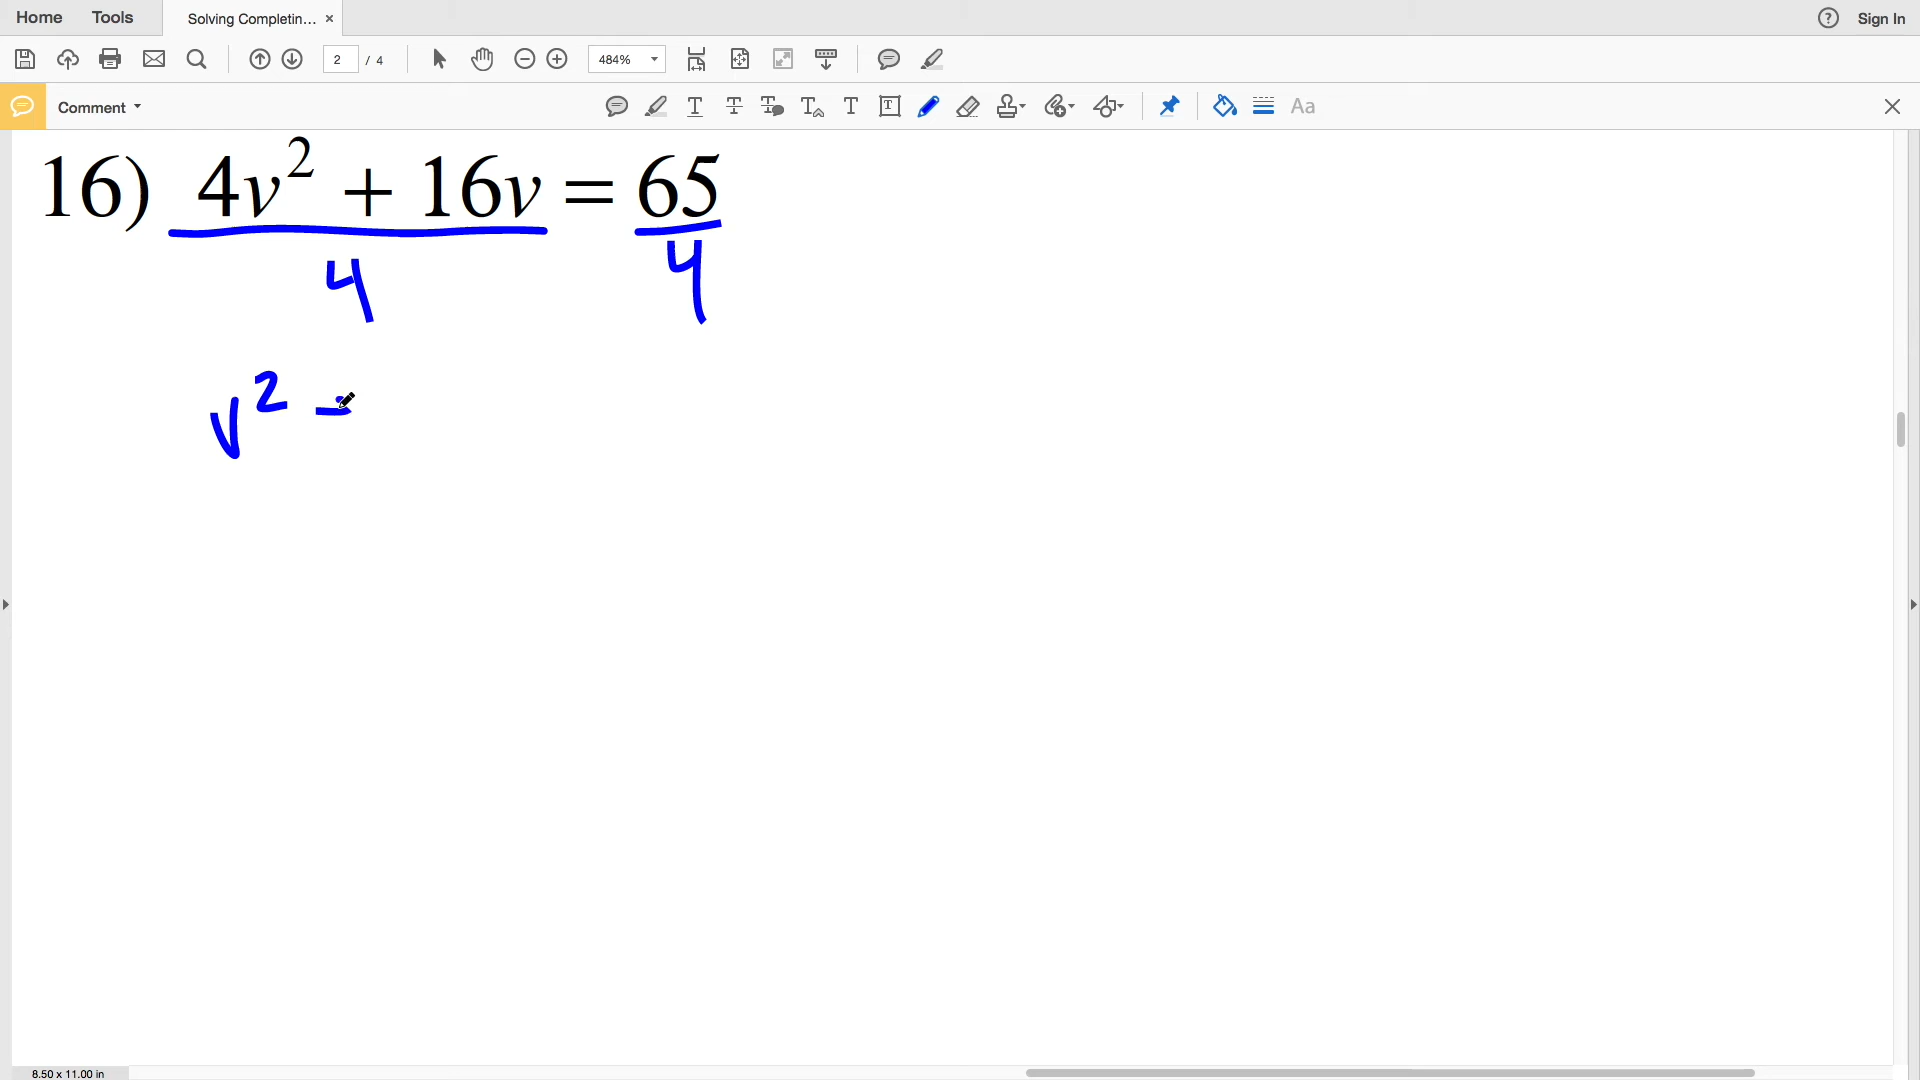 Home Tools Solving Completin... × ? Sign In
2 / 4 484%
Comment T T T T T T Aa
16) 4v² + 16v = 65
4 4
v² -
8.50 x 11.00 in